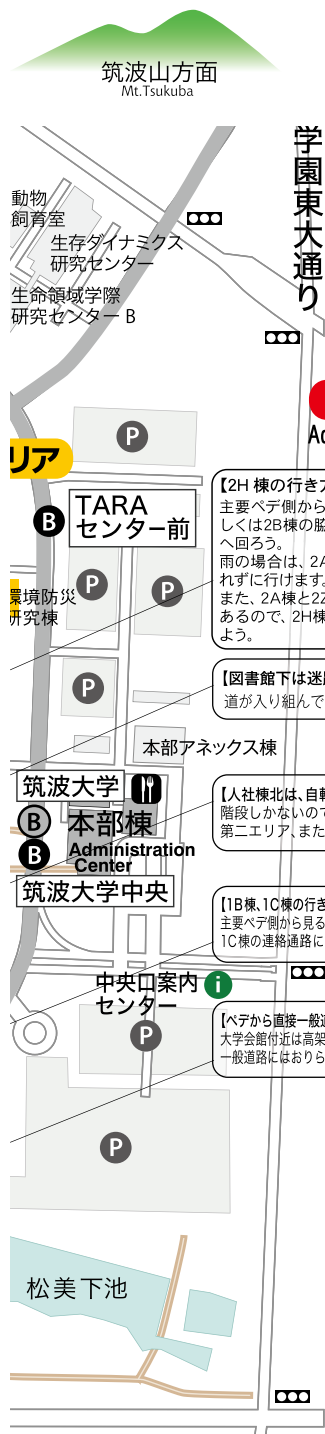 筑波山方面
Mt.Tsukuba
学園東大通り
動物
飼育室
生存ダイナミクス
研究センター
生命領域学際
研究センター B
リア
P
TARA
センター前
B
【2H 棟の行き方
主要ペデ側から
しくは2B棟の脇
へ回ろう。
雨の場合は、2A
れずに行けます。
また、2A棟と2
あるので、2H棟
よう。
P
P
環境防災
研究棟
P
【図書館下は迷
道が入り組んで
本部アネックス棟
筑波大学
B
本部棟
B
Administration
Center
筑波大学中央
【人社棟北は、自転
階段しかないので
第二エリア、また
【1B棟、1C棟の行き
主要ペデ側から見る
1C棟の連絡通路に
中央口案内
センター
i
【ペデから直接一般道
大学会館付近は高架
一般道路にはおりら
P
P
松美下池